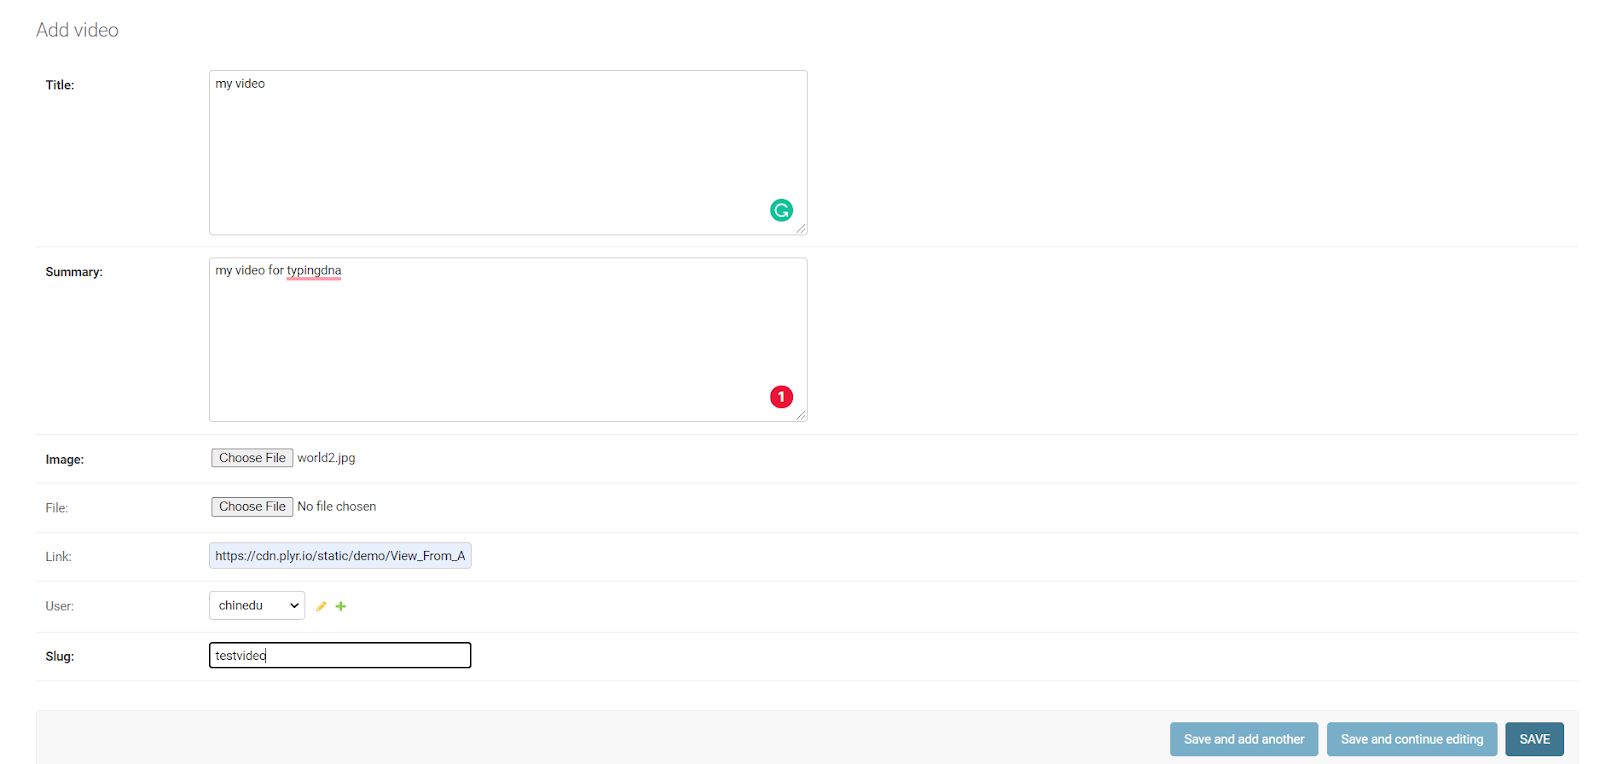 Add video
Title:
my video
Summary:
my video for typingdna
1
Image:
Choose File world2.jpg
File:
Choose File No file chosen
Link:
https://cdn.plyr.io/static/demo/View_From_A
User:
chinedu
Slug:
testvideo
Save and add another
Save and continue editing
SAVE